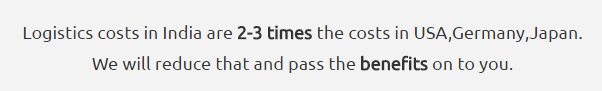 Logistics costs in India are 2-3 times the costs in USA,Germany,Japan.
We will reduce that and pass the benefits on to you.